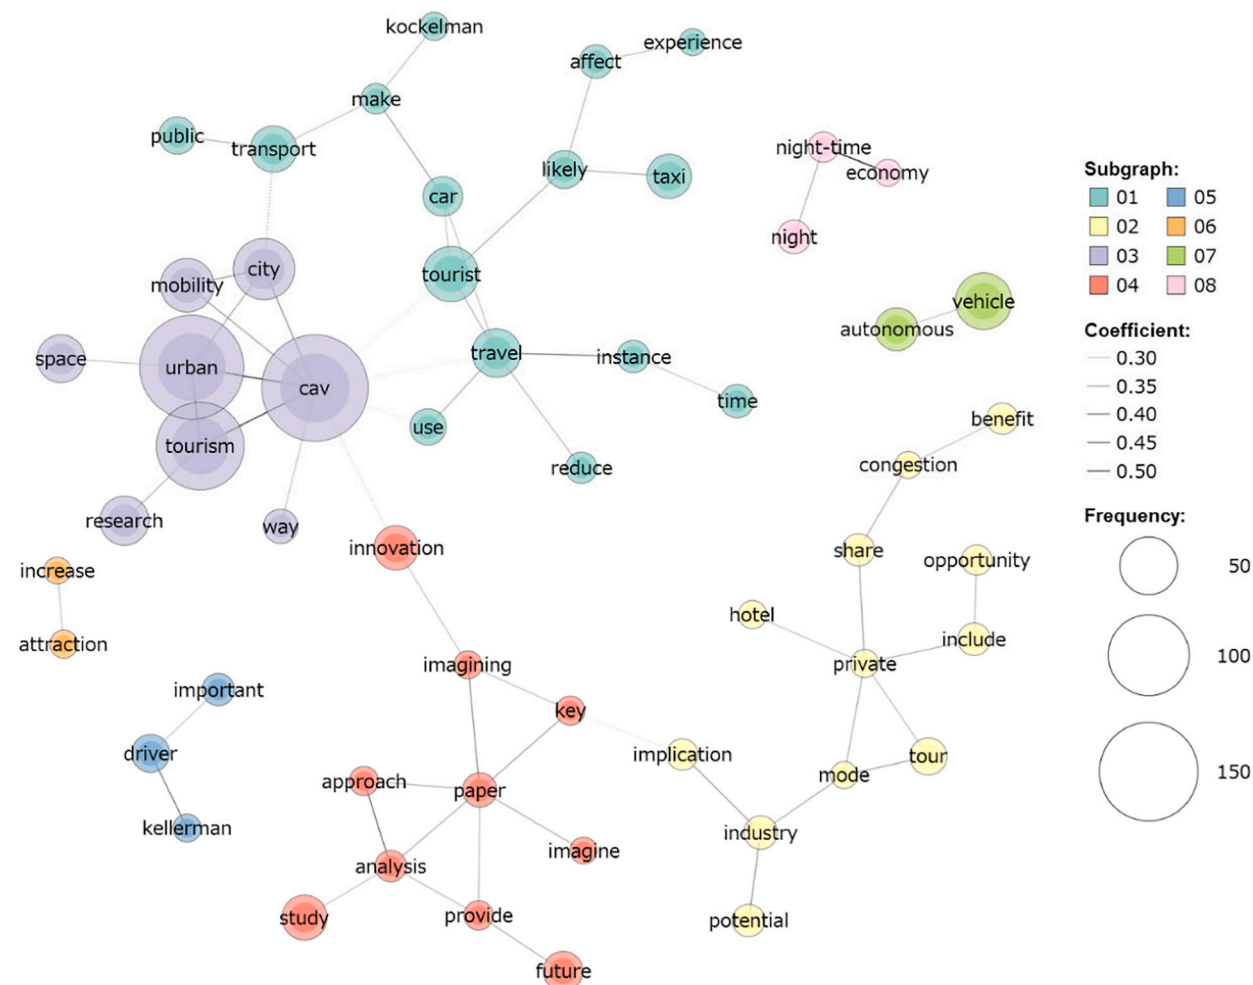 kockelman
experience
affect
make
public
transport
night-time
economy
likely
taxi
car
night
city
tourist
mobility
vehicle
autonomous
space
urban
travel
instance
cav
time
use
benefit
tourism
congestion
reduce
research
way
innovation
share
opportunity
increase
hotel
attraction
include
imagining
private
important
key
driver
implication
tour
approach
mode
paper
kellerman
industry
imagine
analysis
study
provide
potential
future
Subgraph:
01 05
02 06
03 07
04 08
Coefficient:
0.30
0.35
0.40
0.45
0.50
Frequency:
50
100
150